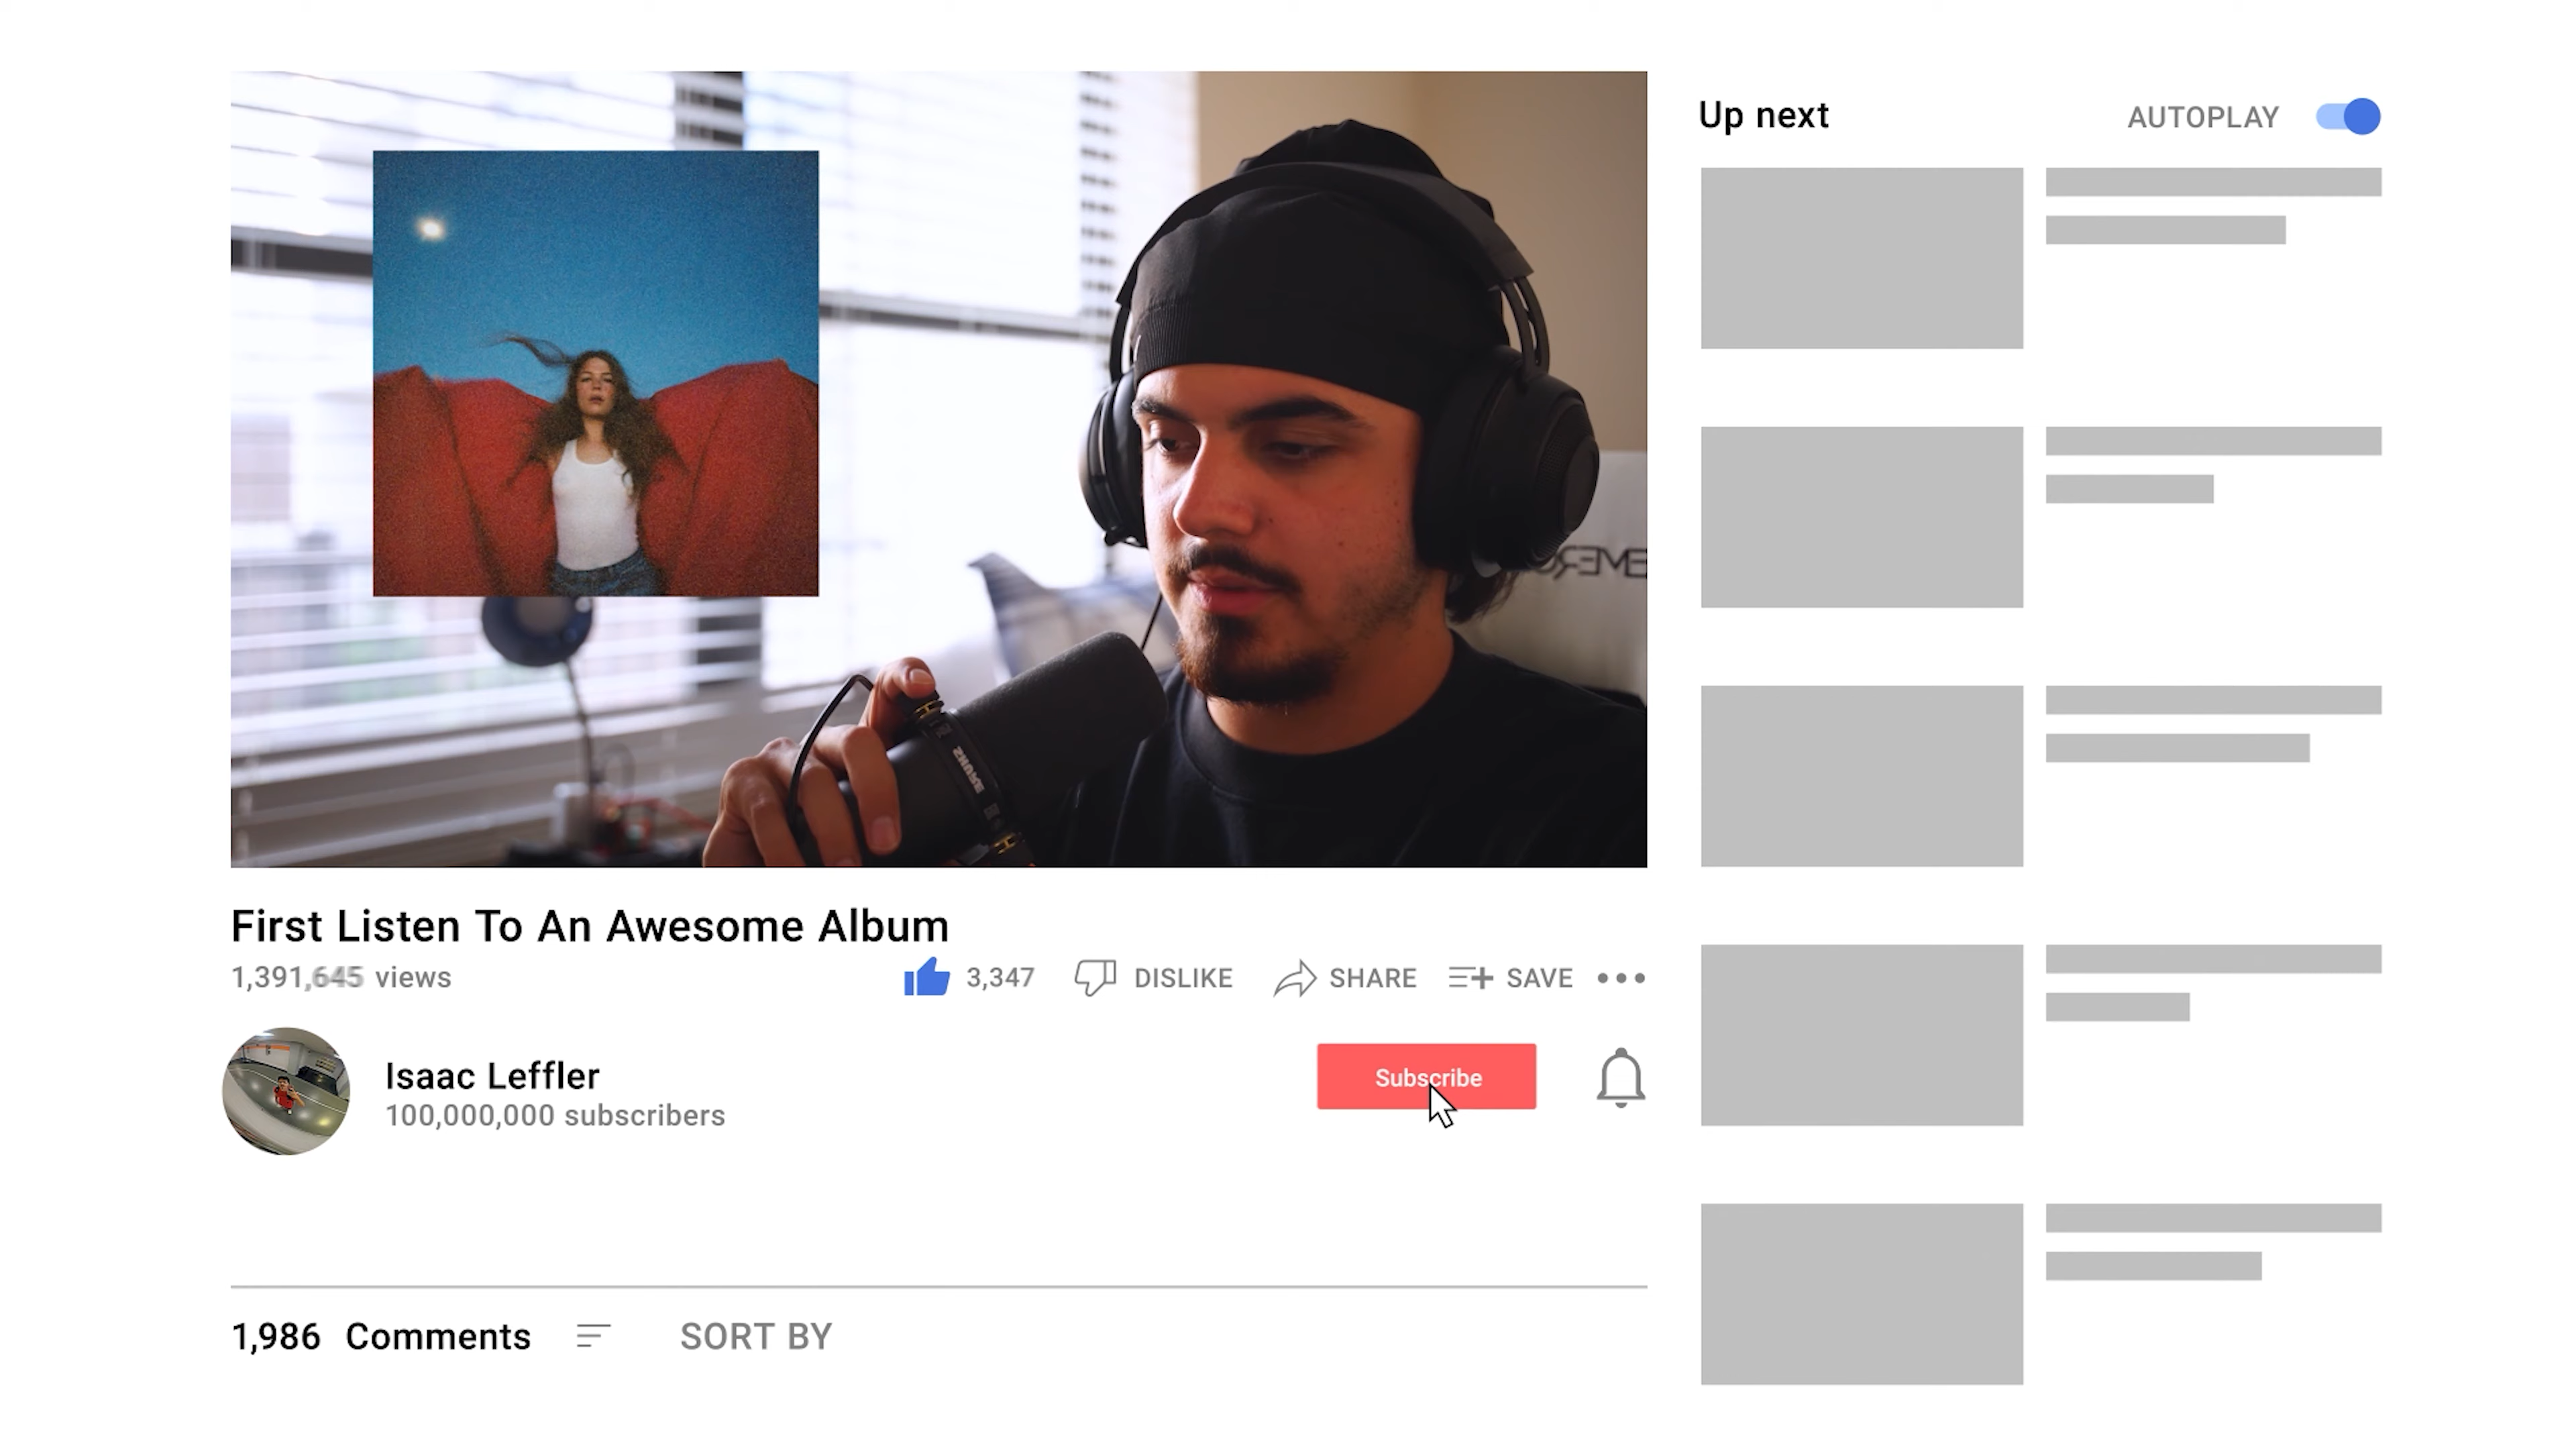 Up next
AUTOPLAY
SHURE
First Listen To An Awesome Album
1,391,645 views
3,347
DISLIKE
SHARE
SAVE
Isaac Leffler
100,000,000 subscribers
Subscribe
1,986 Comments
SORT BY